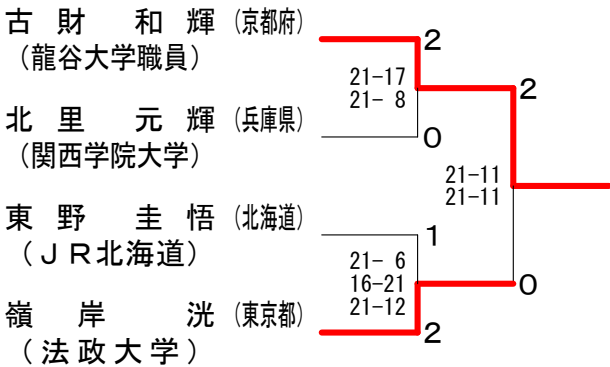 古財 和輝 (京都府)
(龍谷大学職員)
2
21-17
21- 8
2
北里 元輝 (兵庫県)
(関西学院大学)
0
21-11
21-11
東野 圭悟 (北海道)
(JR北海道)
1
21- 6
16-21
21-12
0
嶺岸 洸 (東京都)
(法政大学)
2